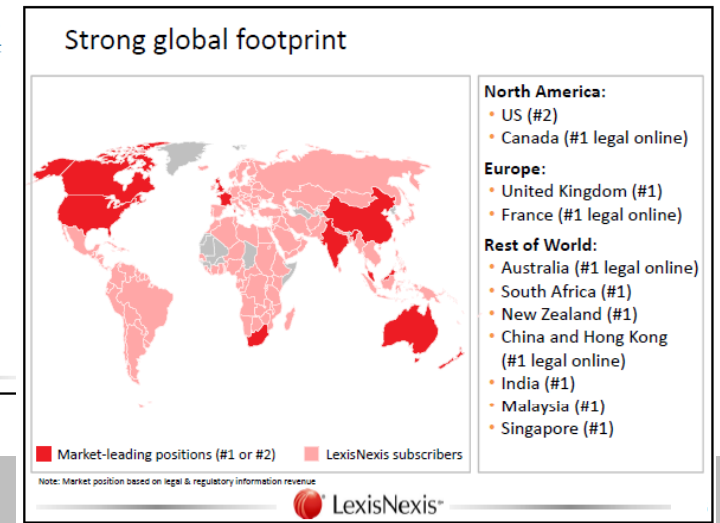 Strong global footprint
North America:
• US (#2)
• Canada (#1 legal online)
Europe:
• United Kingdom (#1)
• France (#1 legal online)
Rest of World:
• Australia (#1 legal online)
• South Africa (#1)
• New Zealand (#1)
• China and Hong Kong
(#1 legal online)
• India (#1)
• Malaysia (#1)
• Singapore (#1)
Market-leading positions (#1 or #2)
LexisNexis subscribers
Note: Market position based on legal & regulatory information revenue
LexisNexis